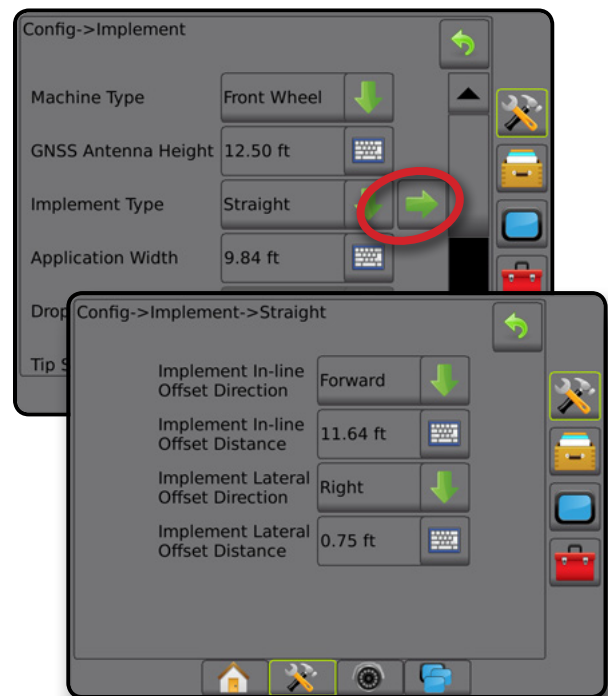 Config->Implement
Machine Type Front Wheel
GNSS Antenna Height 12.50 ft
Implement Type Straight
Application Width 9.84 ft
Drop
Tip S
Config->Implement->Straight
Implement In-line
Offset Direction Forward
Implement In-line
Offset Distance 11.64 ft
Implement Lateral
Offset Direction Right
Implement Lateral
Offset Distance 0.75 ft